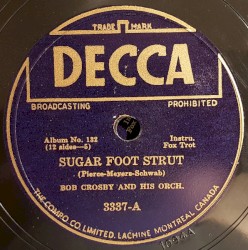 TRADE MARK
DECCA
BROADCASTING PROHIBITED
Album No. 132 Instru.
(12 sides—5) Fox Trot
SUGAR FOOT STRUT
(Pierce-Meyers-Schwab)
BOB CROSBY AND HIS ORCH.
3337-A
THE COMPO CO. LIMITED. LACHINE MONTREAL CANADA